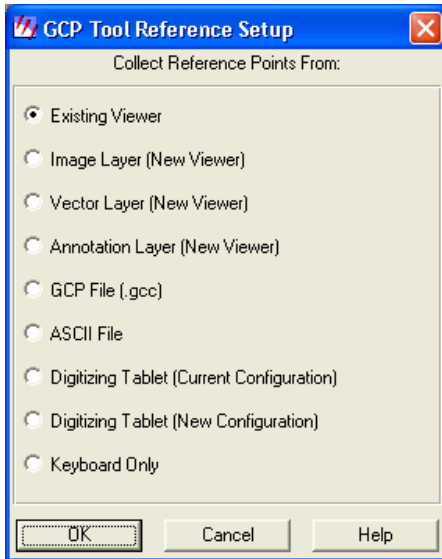 GCP Tool Reference Setup
Collect Reference Points From:
Existing Viewer
Image Layer (New Viewer)
Vector Layer (New Viewer)
Annotation Layer (New Viewer)
GCP File (.gcc)
ASCII File
Digitizing Tablet (Current Configuration)
Digitizing Tablet (New Configuration)
Keyboard Only
OK Cancel Help